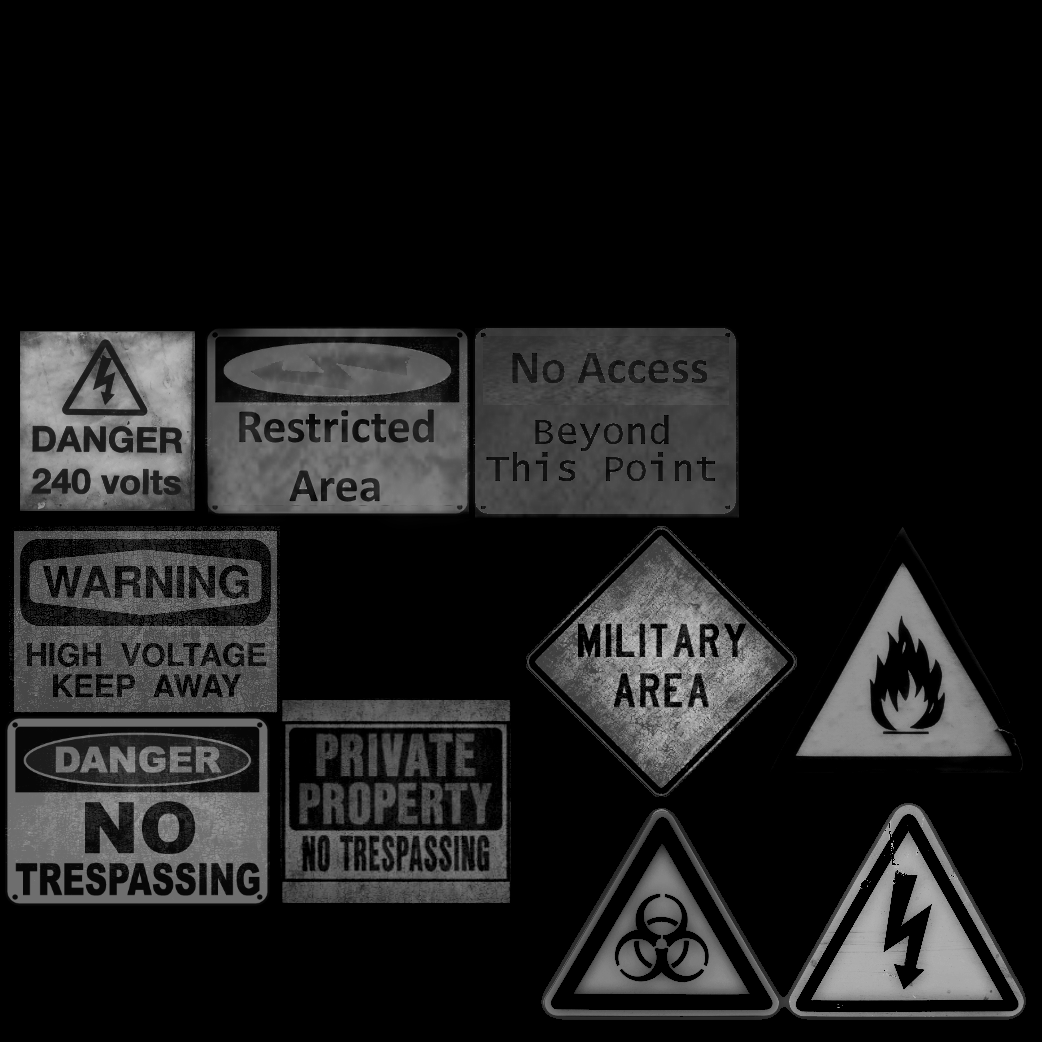 DANGER
240 volts
Restricted
Area
No Access
Beyond
This Point
WARNING
HIGH VOLTAGE
KEEP AWAY
MILITARY
AREA
DANGER
NO
TRESPASSING
PRIVATE
PROPERTY
NO TRESPASSING